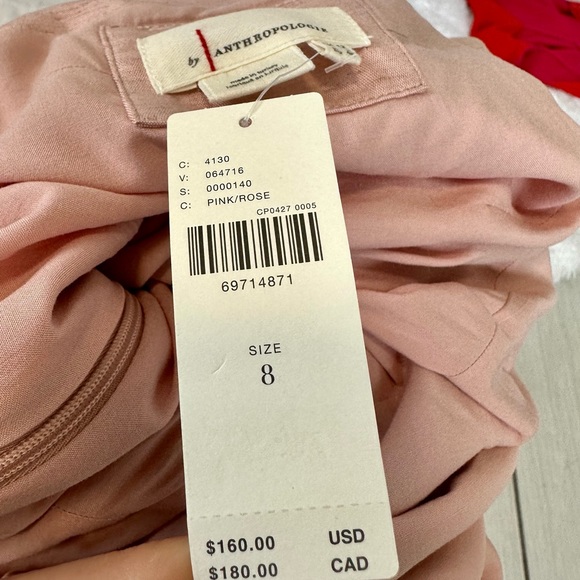 by ANTHROPOLOGIE
C: 4130
V: 064716
S: 0000140
C: PINK/ROSE
CP0427 0005
69714871
SIZE
8
$160.00 USD
$180.00 CAD